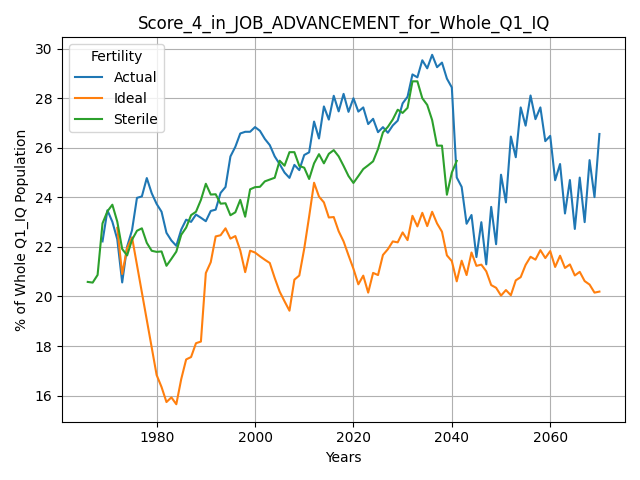 Score_4_in_JOB_ADVANCEMENT_for_Whole_Q1_IQ
Fertility
Actual
Ideal
Sterile
% of Whole Q1_IQ Population
30
28
26
24
22
20
18
16
1980
2000
2020
2040
2060
Years